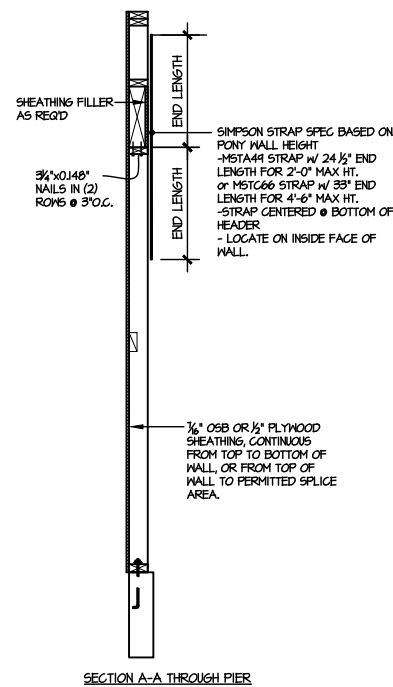 END LENGTH
SHEATHING FILLER
AS REQ'D
SIMPSON STRAP SPEC BASED ON
PONY WALL HEIGHT
-MSTA49 STRAP W/ 24 1/2" END
LENGTH FOR 2'-0" MAX HT.
or MSTC66 STRAP W/ 33" END
LENGTH FOR 4'-6" MAX HT.
-STRAP CENTERED @ BOTTOM OF
HEADER
- LOCATE ON INSIDE FACE OF
WALL.
3 1/4"x0.148"
NAILS IN (2)
ROWS @ 3"O.C.
END LENGTH
7/16" OSB OR 1/2" PLYWOOD
SHEATHING, CONTINUOUS
FROM TOP TO BOTTOM OF
WALL, OR FROM TOP OF
WALL TO PERMITTED SPLICE
AREA.
SECTION A-A THROUGH PIER